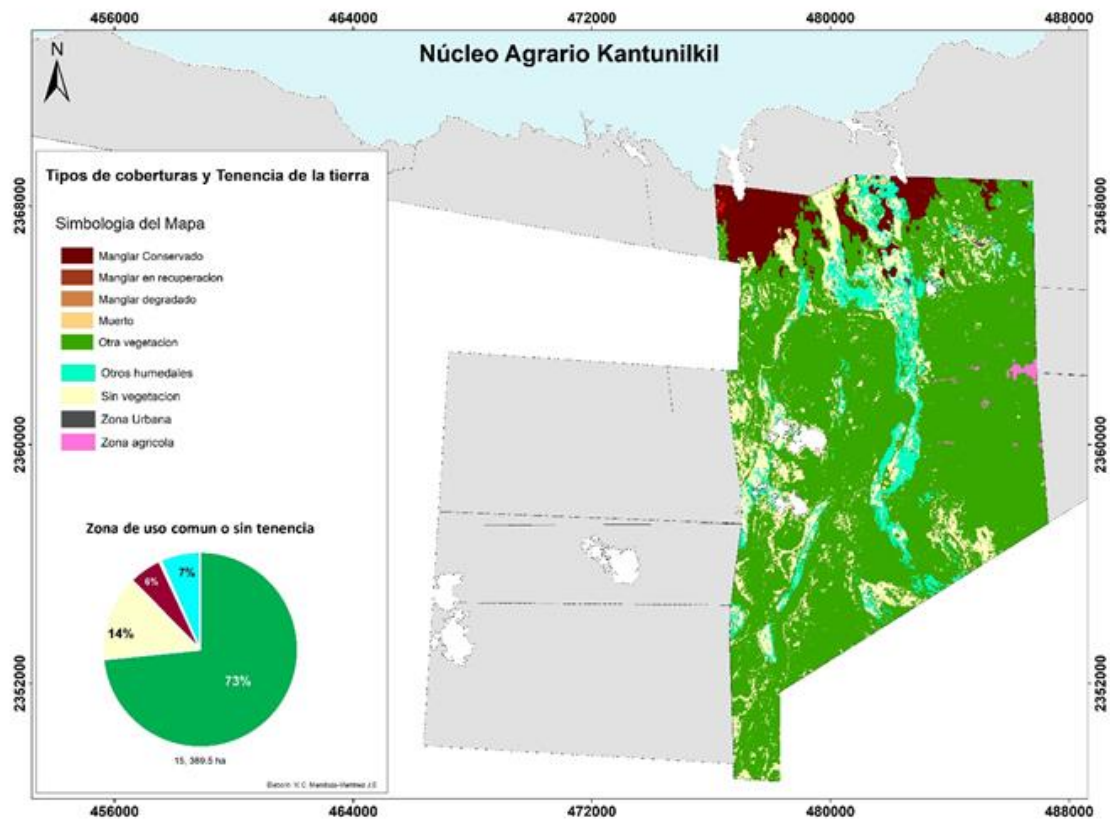 456000 464000 472000 480000 488000
Núcleo Agrario Kantunilkil
N
Tipos de coberturas y Tenencia de la tierra
Simbologia del Mapa
Manglar Conservado
Manglar en recuperacion
Manglar degradado
Muerto
Otra vegetacion
Otros humedales
Sin vegetacion
Zona Urbana
Zona agricola
Zona de uso comun o sin tenencia
7%
6%
14%
73%
15, 389.5 ha
2368000
2360000
2352000
2368000
2360000
2352000
456000 464000 472000 480000 488000